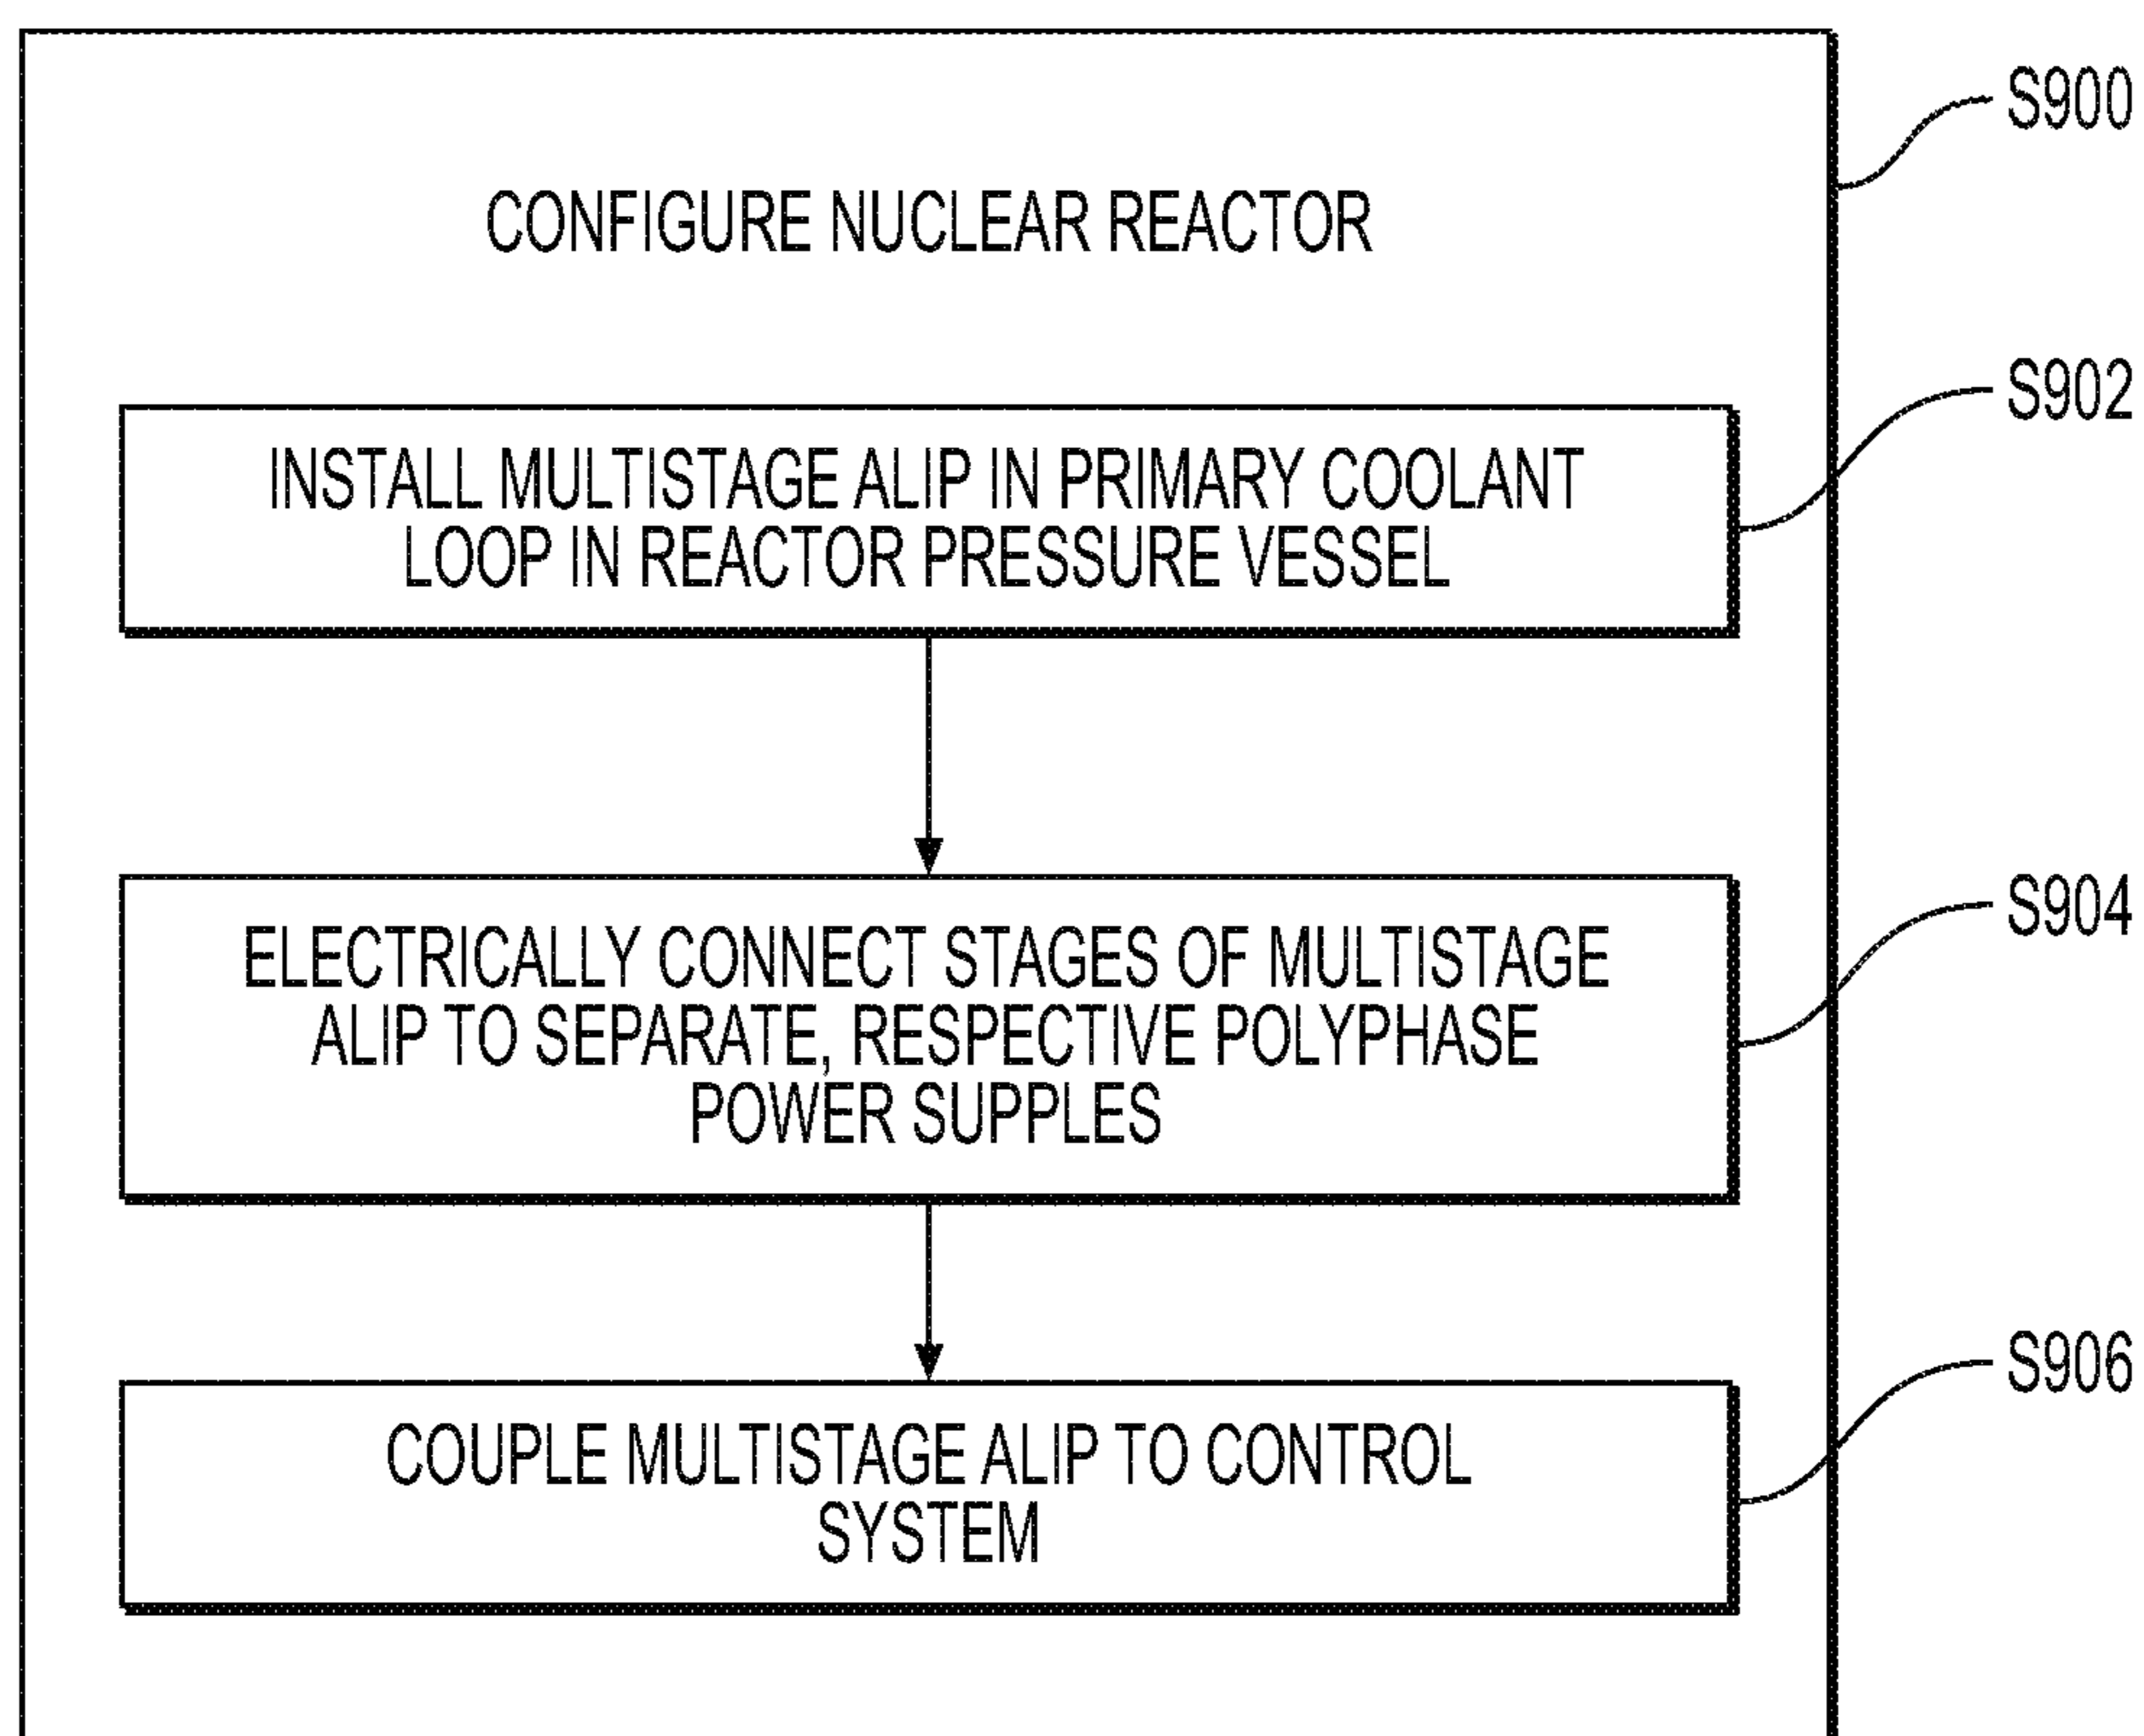 S900
CONFIGURE NUCLEAR REACTOR
S902
INSTALL MULTISTAGE ALIP IN PRIMARY COOLANT
LOOP IN REACTOR PRESSURE VESSEL
S904
ELECTRICALLY CONNECT STAGES OF MULTISTAGE
ALIP TO SEPARATE, RESPECTIVE POLYPHASE
POWER SUPPLES
S906
COUPLE MULTISTAGE ALIP TO CONTROL
SYSTEM